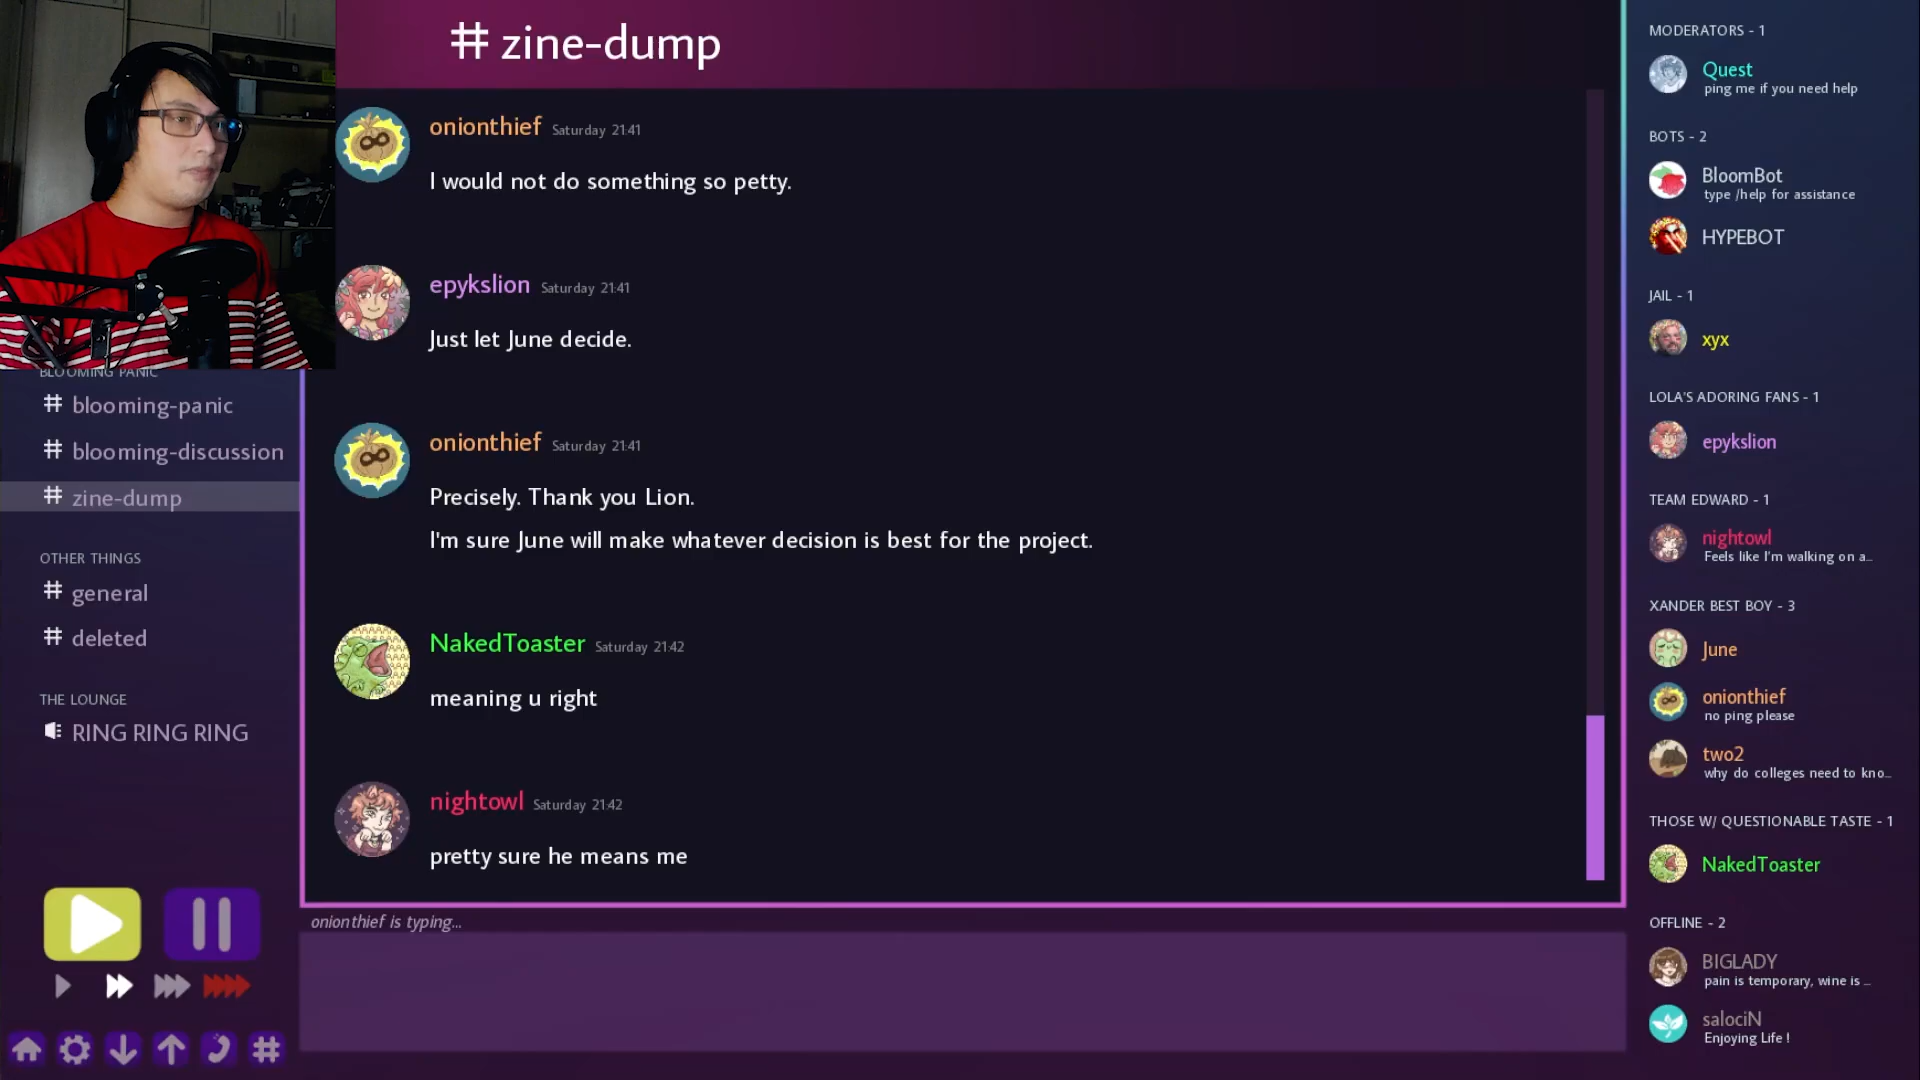 # zine-dump
onionthief Saturday 21:41
I would not do something so petty.
epykslion Saturday 21:41
Just let June decide.
onionthief Saturday 21:41
Precisely. Thank you Lion.
I'm sure June will make whatever decision is best for the project.
NakedToaster Saturday 21:42
meaning u right
nightowl Saturday 21:42
pretty sure he means me
onionthief is typing...
BLOOMING PANIC
# blooming-panic
# blooming-discussion
# zine-dump
OTHER THINGS
# general
# deleted
THE LOUNGE
RING RING RING
MODERATORS - 1
Quest
ping me if you need help
BOTS - 2
BloomBot
type /help for assistance
HYPEBOT
JAIL - 1
xyx
LOLA'S ADORING FANS - 1
epykslion
TEAM EDWARD - 1
nightowl
Feels like I'm walking on a...
XANDER BEST BOY - 3
June
onionthief
no ping please
two2
why do colleges need to kno...
THOSE W/ QUESTIONABLE TASTE - 1
NakedToaster
OFFLINE - 2
BIGLADY
pain is temporary, wine is ...
salociN
Enjoying Life !